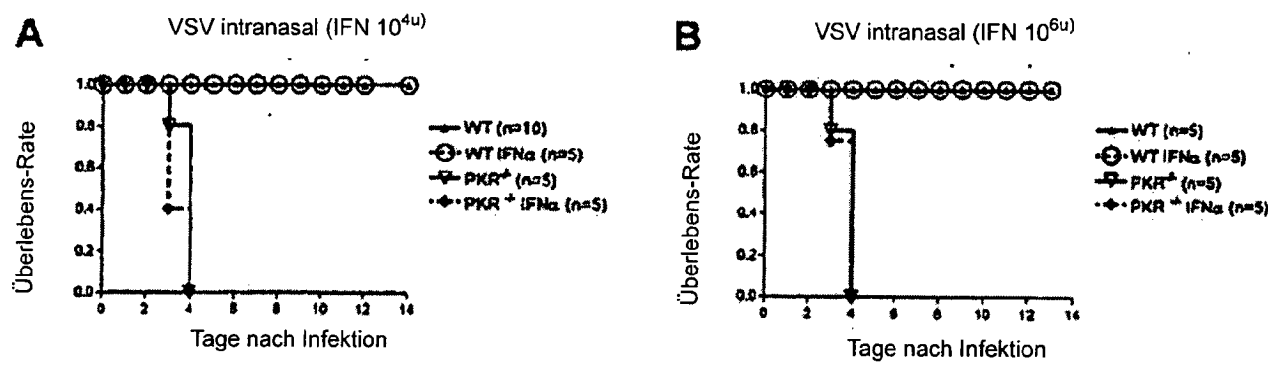 A
VSV intranasal (IFN 10^4u)
Überlebens-Rate
1.0
0.8
0.6
0.4
0.2
0.0
0 2 4 6 8 10 12 14
Tage nach Infektion
WT (n=10)
WT IFNα (n=5)
PKR-/- (n=5)
PKR -/- IFNα (n=5)
B
VSV intranasal (IFN 10^6u)
Überlebens-Rate
1.0
0.8
0.6
0.4
0.2
0.0
0 2 4 6 8 10 12 14
Tage nach Infektion
WT (n=5)
WT IFNα (n=5)
PKR-/- (n=5)
PKR -/- IFNα (n=5)